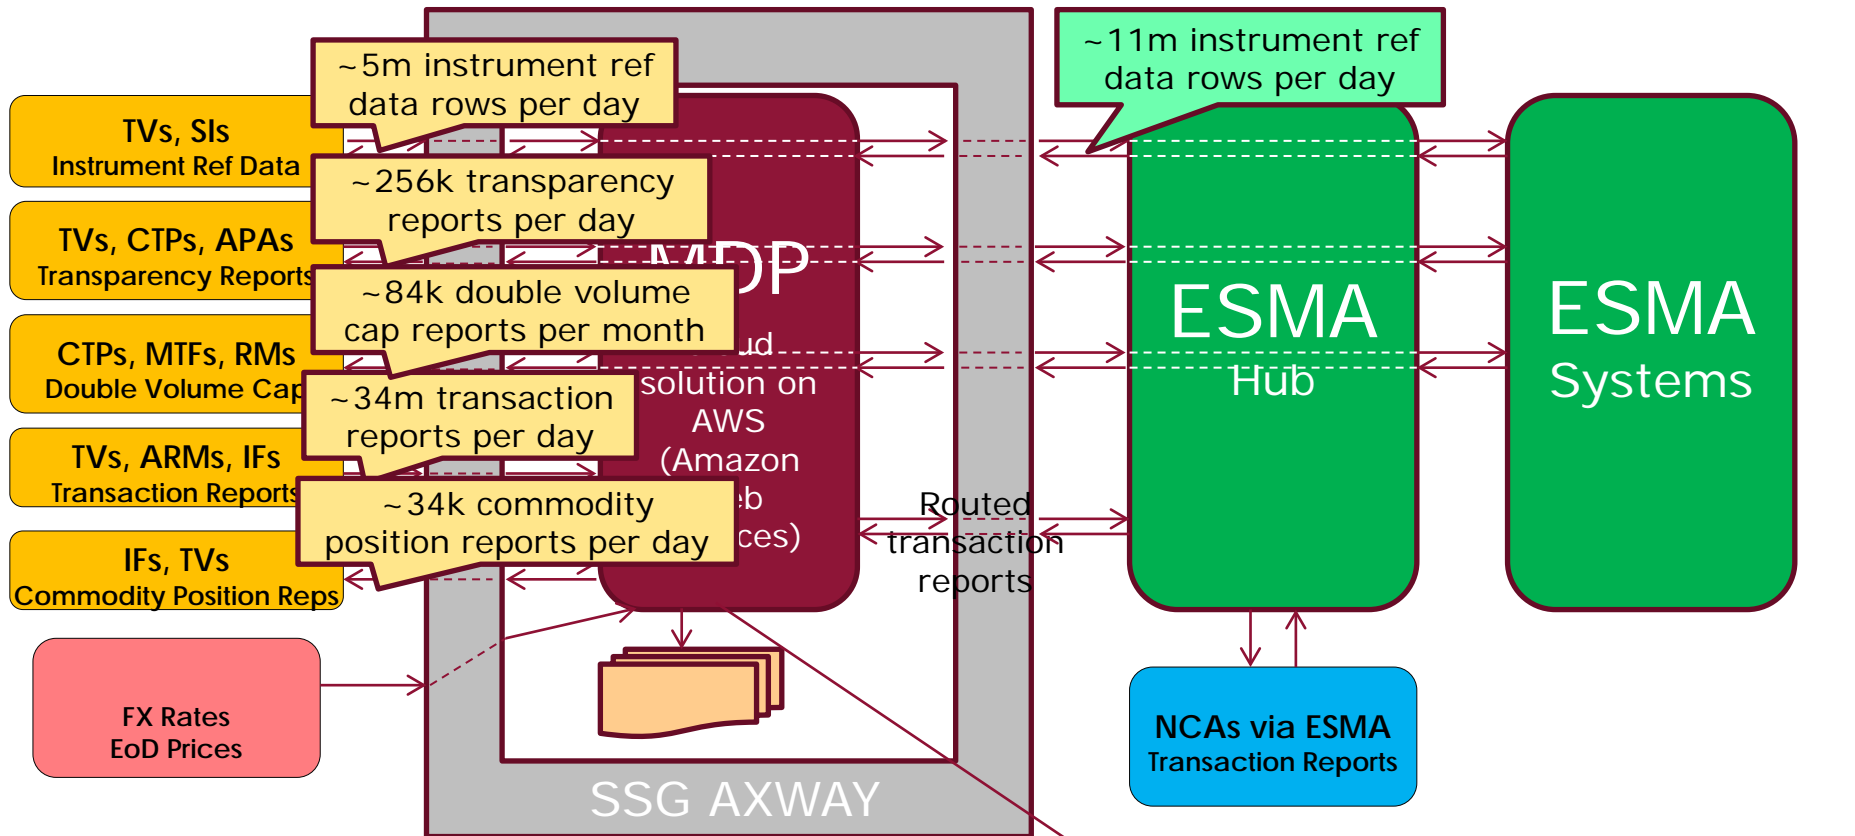 ~5m instrument ref
data rows per day
~11m instrument ref
data rows per day
TVs, SIs
Instrument Ref Data
~256k transparency
reports per day
TVs, CTPs, APAs
Transparency Reports
MDP
~84k double volume
cap reports per month
CTPs, MTFs, RMs
Double Volume Cap
solution on
AWS
(Amazon
~34m transaction
reports per day
TVs, ARMs, IFs
Transaction Reports
~34k commodity
position reports per day
IFs, TVs
Commodity Position Reps
Routed
transaction
reports
ESMA
Hub
ESMA
Systems
FX Rates
EoD Prices
NCAs via ESMA
Transaction Reports
SSG AXWAY